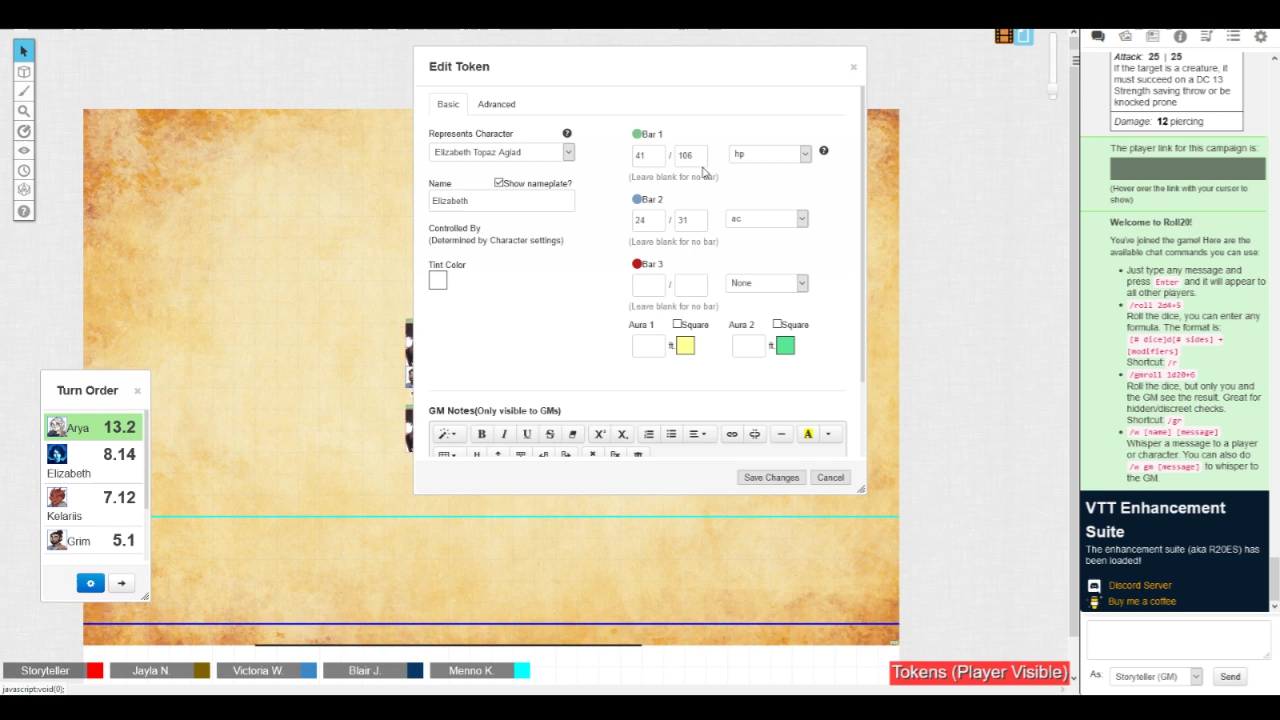 Edit Token
×
Basic
Advanced
Represents Character
?
Elizabeth Topaz Agiad
Name
Show nameplate?
Elizabeth
Controlled By
(Determined by Character settings)
Tint Color
Bar 1
41 / 106
hp
?
(Leave blank for no bar)
Bar 2
24 / 31
ac
(Leave blank for no bar)
Bar 3
/
None
(Leave blank for no bar)
Aura 1
Square
Aura 2
Square
ft.
ft.
GM Notes(Only visible to GMs)
B I U S X² X₂ A
Save Changes
Cancel
Turn Order ×
Arya 13.2
8.14
Elizabeth
7.12
Kelariis
Grim 5.1
Storyteller
Jayla N.
Victoria W.
Blair J.
Menno K.
javascript:void(0);
Tokens (Player Visible)
Attack: 25 | 25
If the target is a creature, it
must succeed on a DC 13
Strength saving throw or be
knocked prone
Damage: 12 piercing
The player link for this campaign is:
(Hover over the link with your cursor to
show)
Welcome to Roll20!
You've joined the game! Here are the
available chat commands you can use:
• Just type any message and
press Enter and it will appear to
all other players.
• /roll 2d4+5
Roll the dice, you can enter any
formula. The format is:
[# dice]d[# sides] +
[modifiers]
Shortcut: /r
• /gmroll 1d20+6
Roll the dice, but only you and
the GM see the result. Great for
hidden/discreet checks.
Shortcut: /gr
• /w [name] [message]
Whisper a message to a player
or character. You can also do
/w gm [message] to whisper to
the GM.
VTT Enhancement
Suite
The enhancement suite (aka R20ES) has
been loaded!
Discord Server
Buy me a coffee
As:
Storyteller (GM)
Send